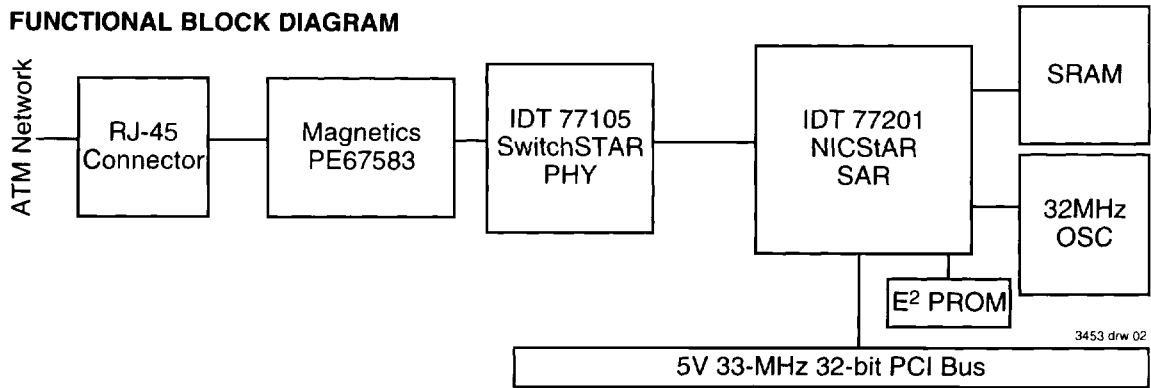 FUNCTIONAL BLOCK DIAGRAM
ATM Network
RJ-45
Connector
Magnetics
PE67583
IDT 77105
SwitchSTAR
PHY
IDT 77201
NICStAR
SAR
SRAM
32MHz
OSC
E² PROM
3453 drw 02
5V 33-MHz 32-bit PCI Bus